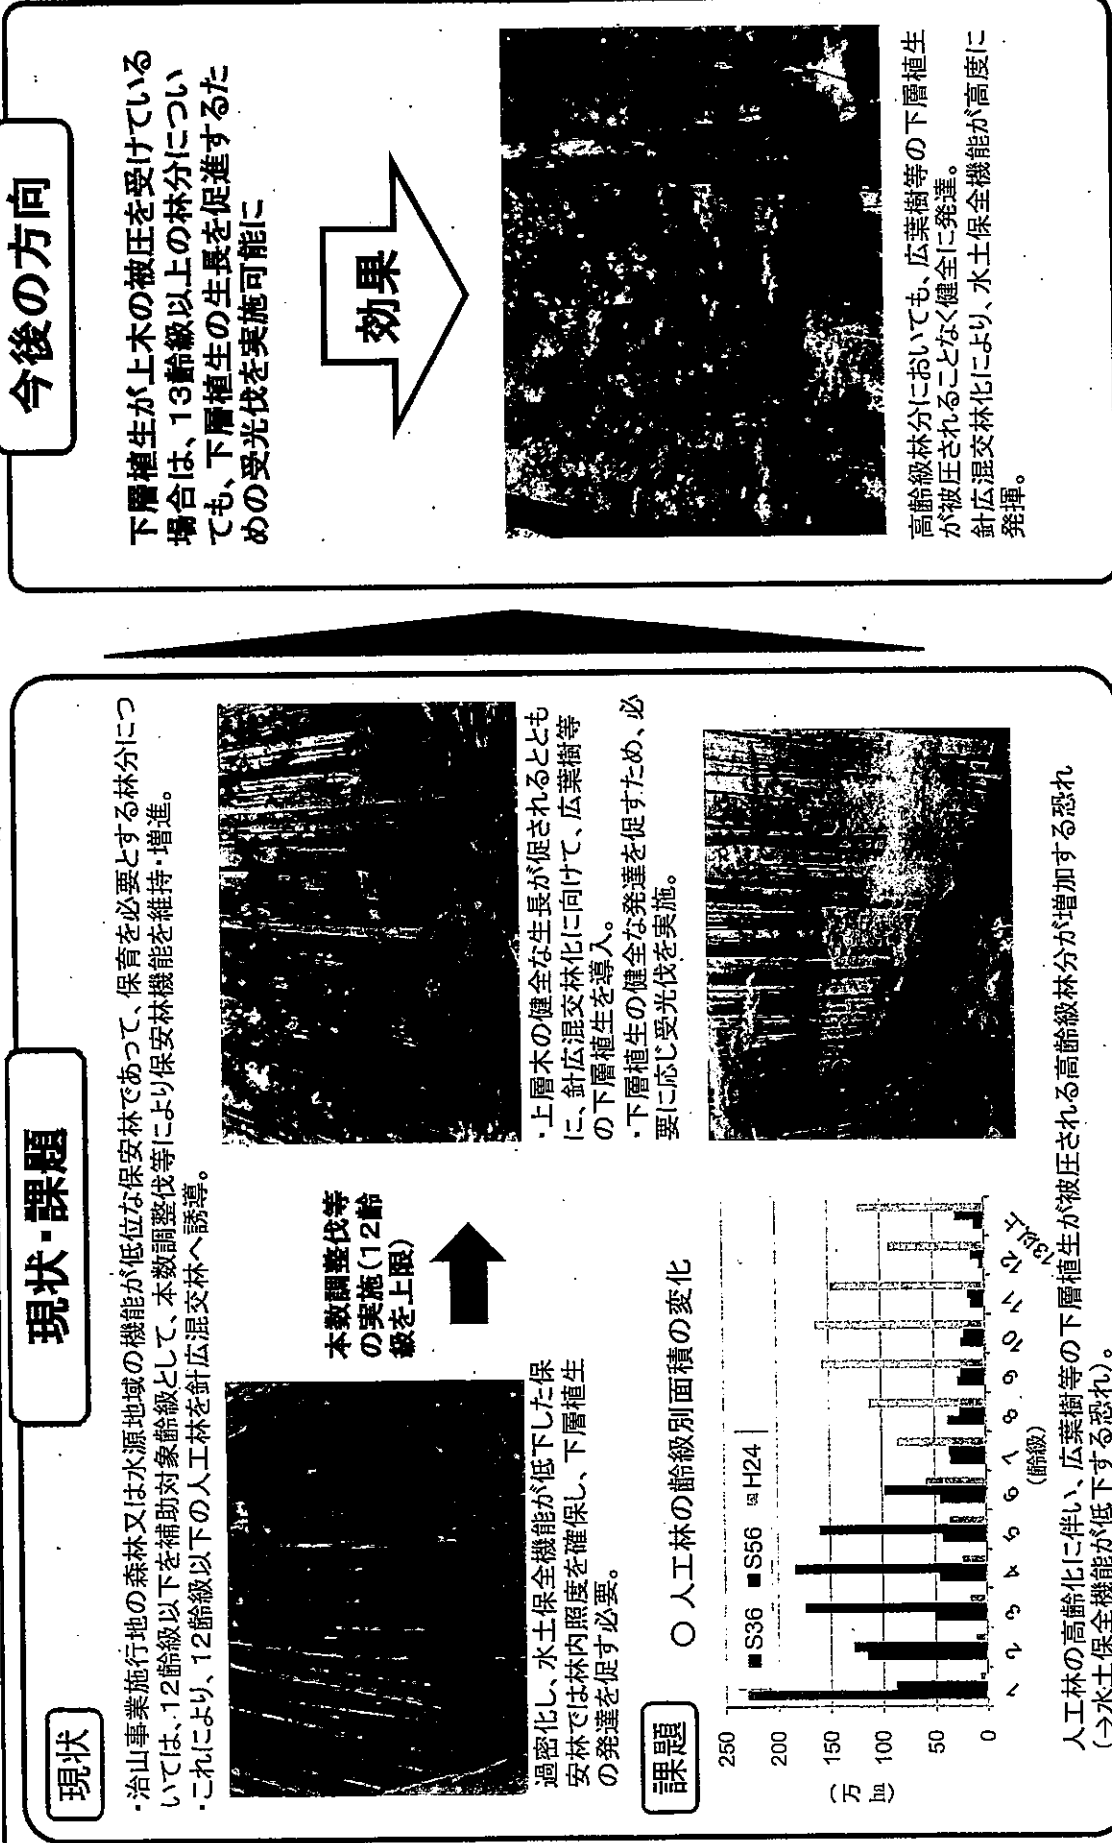 現状・課題
現状
・治山事業施行地の森林又は水源地域の機能が低位な保安林であって、保育を必要とする林分につ
いては、12齢級以下を補助対象齢級として、本数調整伐等により保安林機能を維持・増進。
・これにより、12齢級以下の人工林を針広混交林へ誘導。
本数調整伐等
の実施(12齢
級を上限)
過密化し、水土保全機能が低下した保
安林では林内照度を確保し、下層植生
の発達を促す必要。
・上層木の健全な生長が促されるととも
に、針広混交林化に向けて、広葉樹等
の下層植生を導入。
・下層植生の健全な発達を促すため、必
要に応じ受光伐を実施。
課題
○ 人工林の齢級別面積の変化
(万ha)
250
200
150
100
50
0
S36 S56 H24
1 2 3 4 5 6 7 8 9 10 11 12 13以上
(齢級)
人工林の高齢化に伴い、広葉樹等の下層植生が被圧される高齢級林分が増加する恐れ
(→水土保全機能が低下する恐れ)。
今後の方向
下層植生が上木の被圧を受けている
場合は、13齢級以上の林分につい
ても、下層植生の生長を促進するた
めの受光伐を実施可能に
効果
高齢級林分においても、広葉樹等の下層植生
が被圧されることなく健全に発達。
針広混交林化により、水土保全機能が高度に
発揮。